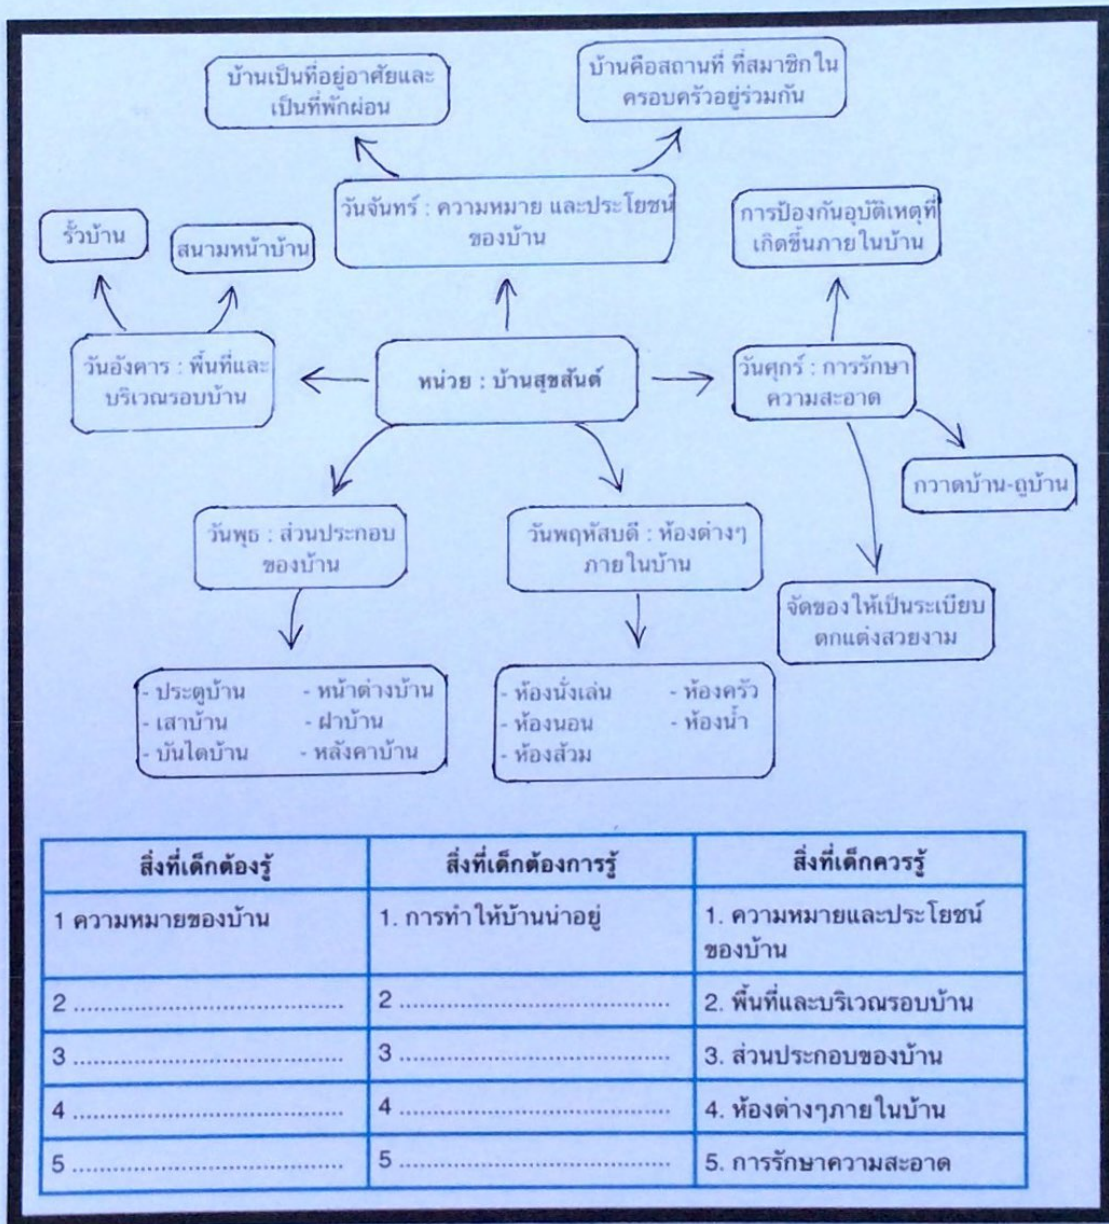 บ้านเป็นที่อยู่อาศัยและ
เป็นที่พักผ่อน
บ้านคือสถานที่ ที่สมาชิกใน
ครอบครัวอยู่ร่วมกัน
วันจันทร์ : ความหมาย และประโยชน์
ของบ้าน
รั้วบ้าน
สนามหน้าบ้าน
การป้องกันอุบัติเหตุที่
เกิดขึ้นภายในบ้าน
วันอังคาร : พื้นที่และ
บริเวณรอบบ้าน
หน่วย : บ้านสุขสันต์
วันศุกร์ : การรักษา
ความสะอาด
กวาดบ้าน-ถูบ้าน
วันพุธ : ส่วนประกอบ
ของบ้าน
วันพฤหัสบดี : ห้องต่างๆ
ภายในบ้าน
จัดของให้เป็นระเบียบ
ตกแต่งสวยงาม
- ประตูบ้าน - หน้าต่างบ้าน
- เสาบ้าน - ฝาบ้าน
- บันไดบ้าน - หลังคาบ้าน
- ห้องนั่งเล่น - ห้องครัว
- ห้องนอน - ห้องน้ำ
- ห้องส้วม
สิ่งที่เด็กต้องรู้ สิ่งที่เด็กต้องการรู้ สิ่งที่เด็กควรรู้
1 ความหมายของบ้าน 1. การทำให้บ้านน่าอยู่ 1. ความหมายและประโยชน์
ของบ้าน
2 .................................... 2 .................................... 2. พื้นที่และบริเวณรอบบ้าน
3 .................................... 3 .................................... 3. ส่วนประกอบของบ้าน
4 .................................... 4 .................................... 4. ห้องต่างๆภายในบ้าน
5 .................................... 5 .................................... 5. การรักษาความสะอาด